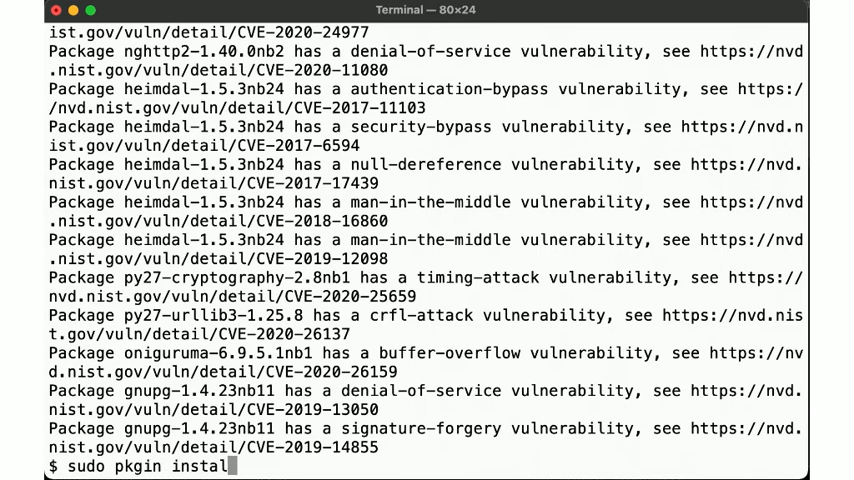 Terminal — 80×24
ist.gov/vuln/detail/CVE-2020-24977
Package nghttp2-1.40.0nb2 has a denial-of-service vulnerability, see https://nvd
.nist.gov/vuln/detail/CVE-2020-11080
Package heimdal-1.5.3nb24 has a authentication-bypass vulnerability, see https:/
/nvd.nist.gov/vuln/detail/CVE-2017-11103
Package heimdal-1.5.3nb24 has a security-bypass vulnerability, see https://nvd.n
ist.gov/vuln/detail/CVE-2017-6594
Package heimdal-1.5.3nb24 has a null-dereference vulnerability, see https://nvd.
nist.gov/vuln/detail/CVE-2017-17439
Package heimdal-1.5.3nb24 has a man-in-the-middle vulnerability, see https://nvd
.nist.gov/vuln/detail/CVE-2018-16860
Package heimdal-1.5.3nb24 has a man-in-the-middle vulnerability, see https://nvd
.nist.gov/vuln/detail/CVE-2019-12098
Package py27-cryptography-2.8nb1 has a timing-attack vulnerability, see https://
nvd.nist.gov/vuln/detail/CVE-2020-25659
Package py27-urllib3-1.25.8 has a crfl-attack vulnerability, see https://nvd.nis
t.gov/vuln/detail/CVE-2020-26137
Package oniguruma-6.9.5.1nb1 has a buffer-overflow vulnerability, see https://nv
d.nist.gov/vuln/detail/CVE-2020-26159
Package gnupg-1.4.23nb11 has a denial-of-service vulnerability, see https://nvd.
nist.gov/vuln/detail/CVE-2019-13050
Package gnupg-1.4.23nb11 has a signature-forgery vulnerability, see https://nvd.
nist.gov/vuln/detail/CVE-2019-14855
$ sudo pkgin instal